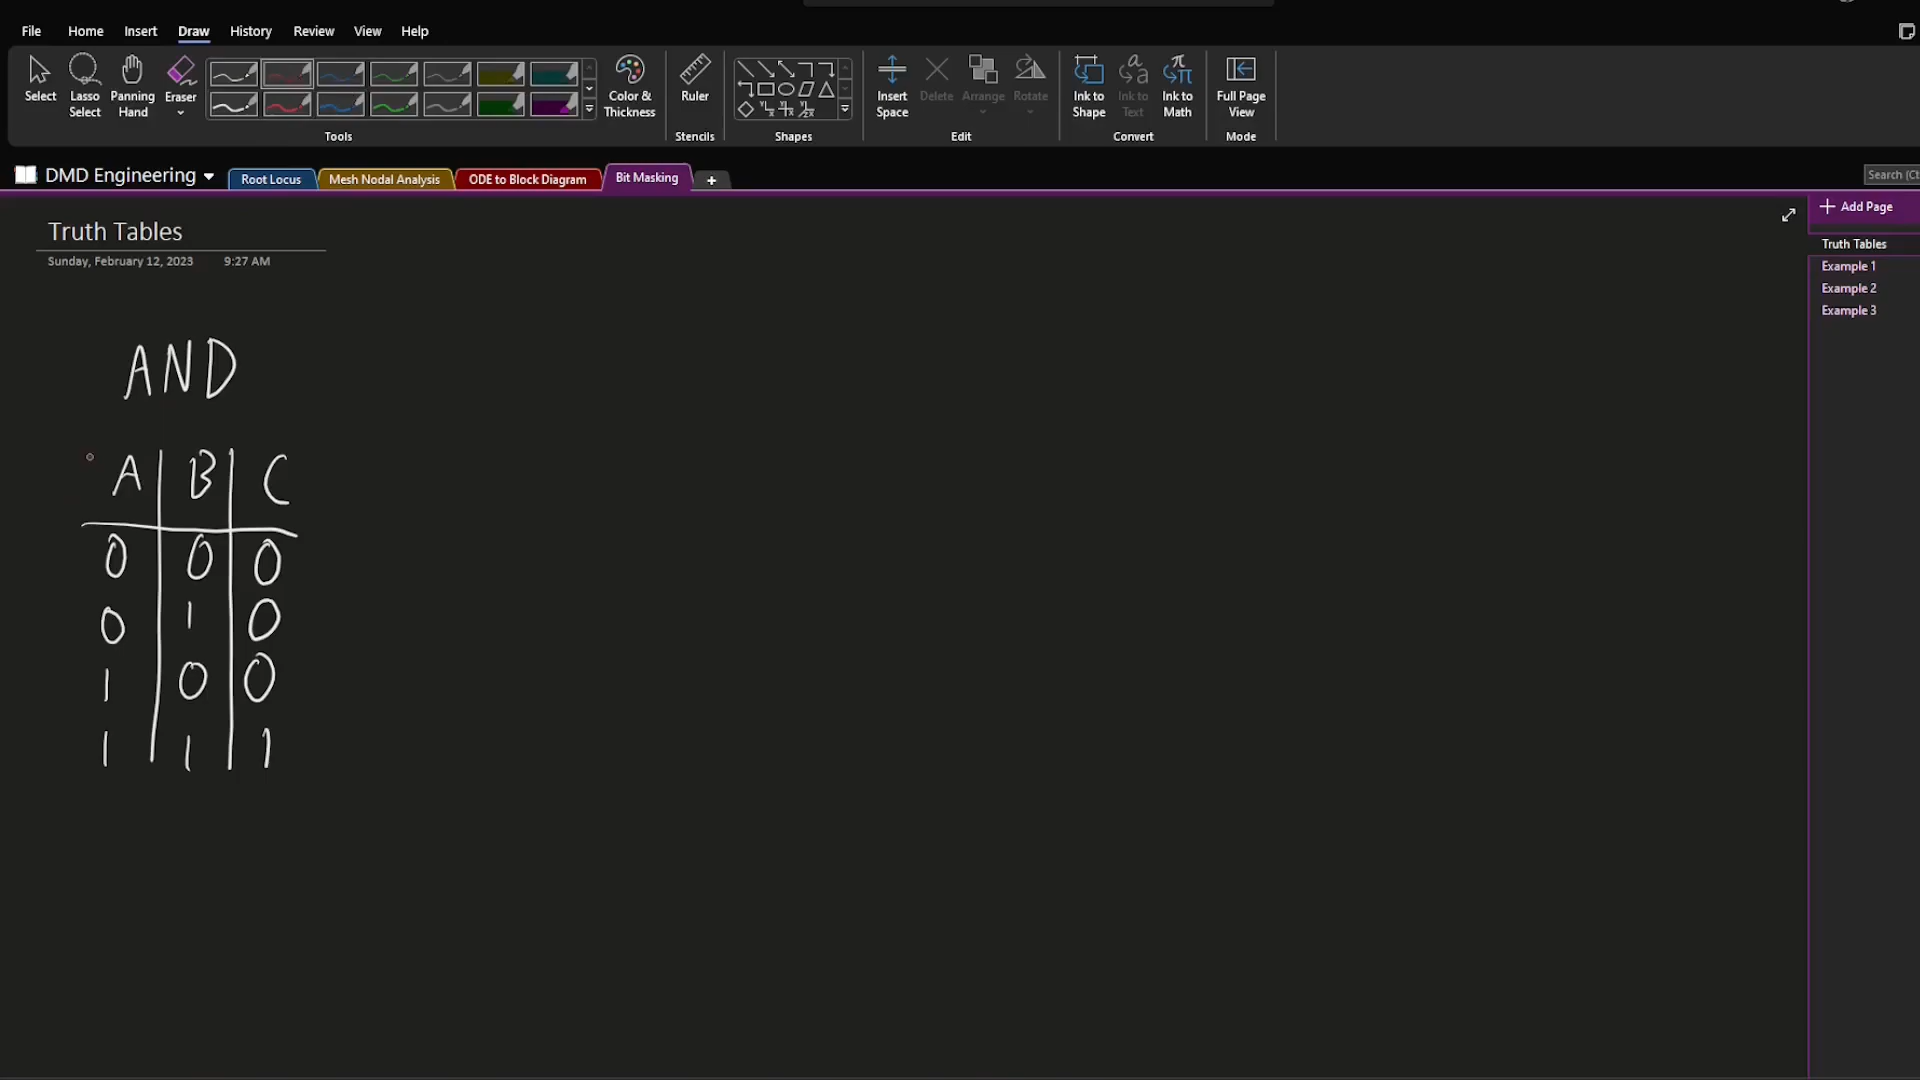 File Home Insert Draw History Review View Help
Select Lasso Select Panning Hand Eraser Color & Thickness Ruler Insert Space Delete Arrange Rotate Ink to Shape Ink to Text Ink to Math Full Page View
Tools Stencils Shapes Edit Convert Mode
DMD Engineering Root Locus Mesh Nodal Analysis ODE to Block Diagram Bit Masking + Search (Ct
Add Page
Truth Tables
Example 1
Example 2
Example 3
Truth Tables
Sunday, February 12, 2023 9:27 AM
AND
A B C
0 0 0
0 1 0
1 0 0
1 1 1